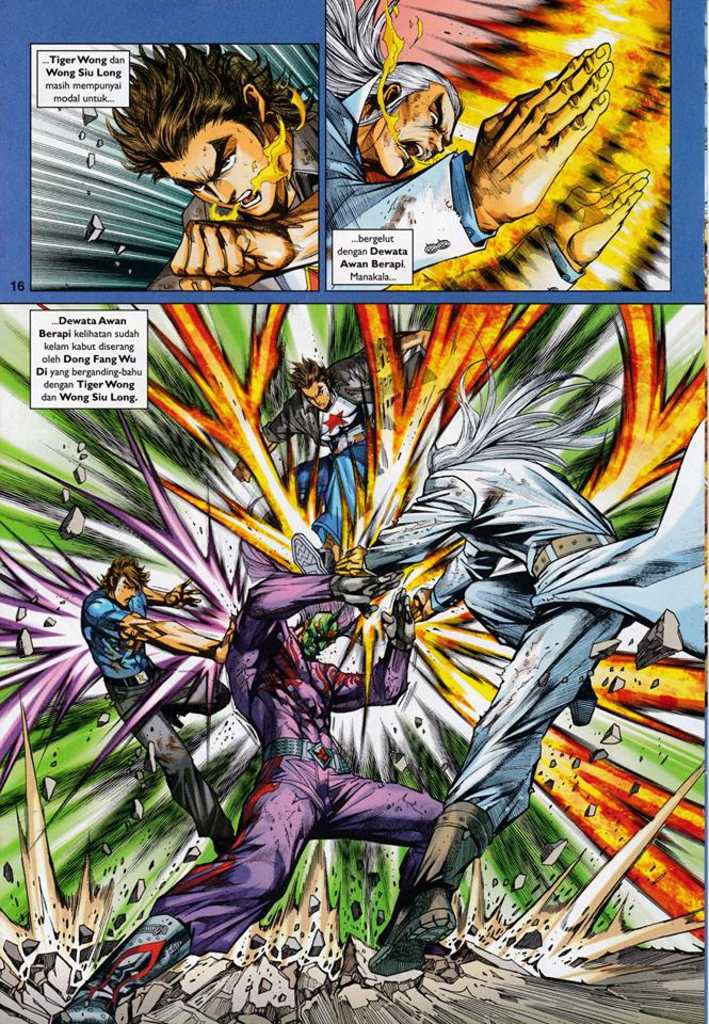 ...Tiger Wong dan
Wong Siu Long
masih mempunyai
modal untuk...
...bergelut
dengan Dewata
Awan Berapi.
Manakala...
16
...Dewata Awan
Berapi kelihatan sudah
kelam kabut diserang
oleh Dong Fang Wu
Di yang berganding-bahu
dengan Tiger Wong
dan Wong Siu Long.